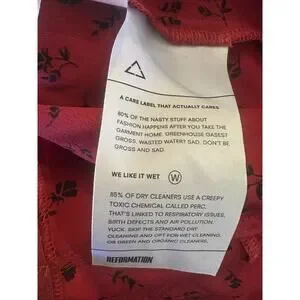 A CARE LABEL THAT ACTUALLY CARES
80% OF THE NASTY STUFF ABOUT
FASHION HAPPENS AFTER YOU TAKE THE
GARMENT HOME. GREENHOUSE GASES?
GROSS. WASTED WATER? SAD. DON'T BE
GROSS AND SAD.
WE LIKE IT WET W
85% OF DRY CLEANERS USE A CREEPY
TOXIC CHEMICAL CALLED PERC,
THAT'S LINKED TO RESPIRATORY ISSUES,
BIRTH DEFECTS AND AIR POLLUTION.
YUCK. SKIP THE STANDARD DRY
CLEANING AND OPT FOR WET CLEANING,
OR GREEN AND ORGANIC CLEANERS.
REFORMATION